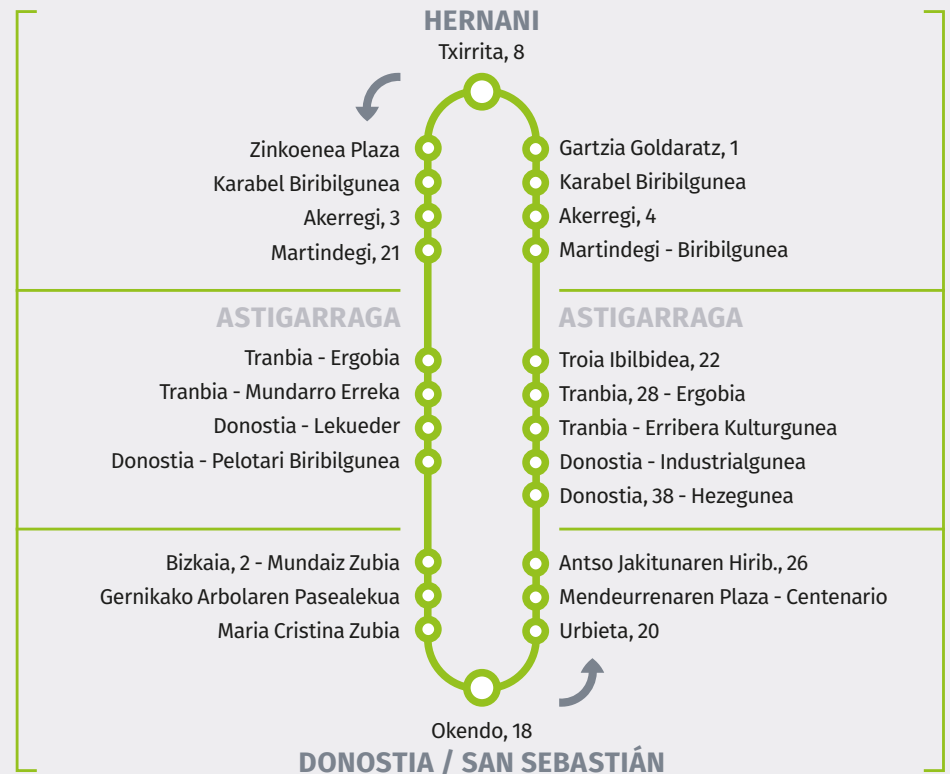 HERNANI
Txirrita, 8
Zinkoenea Plaza
Karabel Biribilgunea
Akerregi, 3
Martindegi, 21
Gartzia Goldaratz, 1
Karabel Biribilgunea
Akerregi, 4
Martindegi - Biribilgunea
ASTIGARRAGA
Tranbia - Ergobia
Tranbia - Mundarro Erreka
Donostia - Lekueder
Donostia - Pelotari Biribilgunea
ASTIGARRAGA
Troia Ibilbidea, 22
Tranbia, 28 - Ergobia
Tranbia - Erribera Kulturgunea
Donostia - Industrialgunea
Donostia, 38 - Hezegunea
Bizkaia, 2 - Mundaiz Zubia
Gernikako Arbolaren Pasealekua
Maria Cristina Zubia
Antso Jakitunaren Hirib., 26
Mendeurrenaren Plaza - Centenario
Urbieta, 20
Okendo, 18
DONOSTIA / SAN SEBASTIÁN